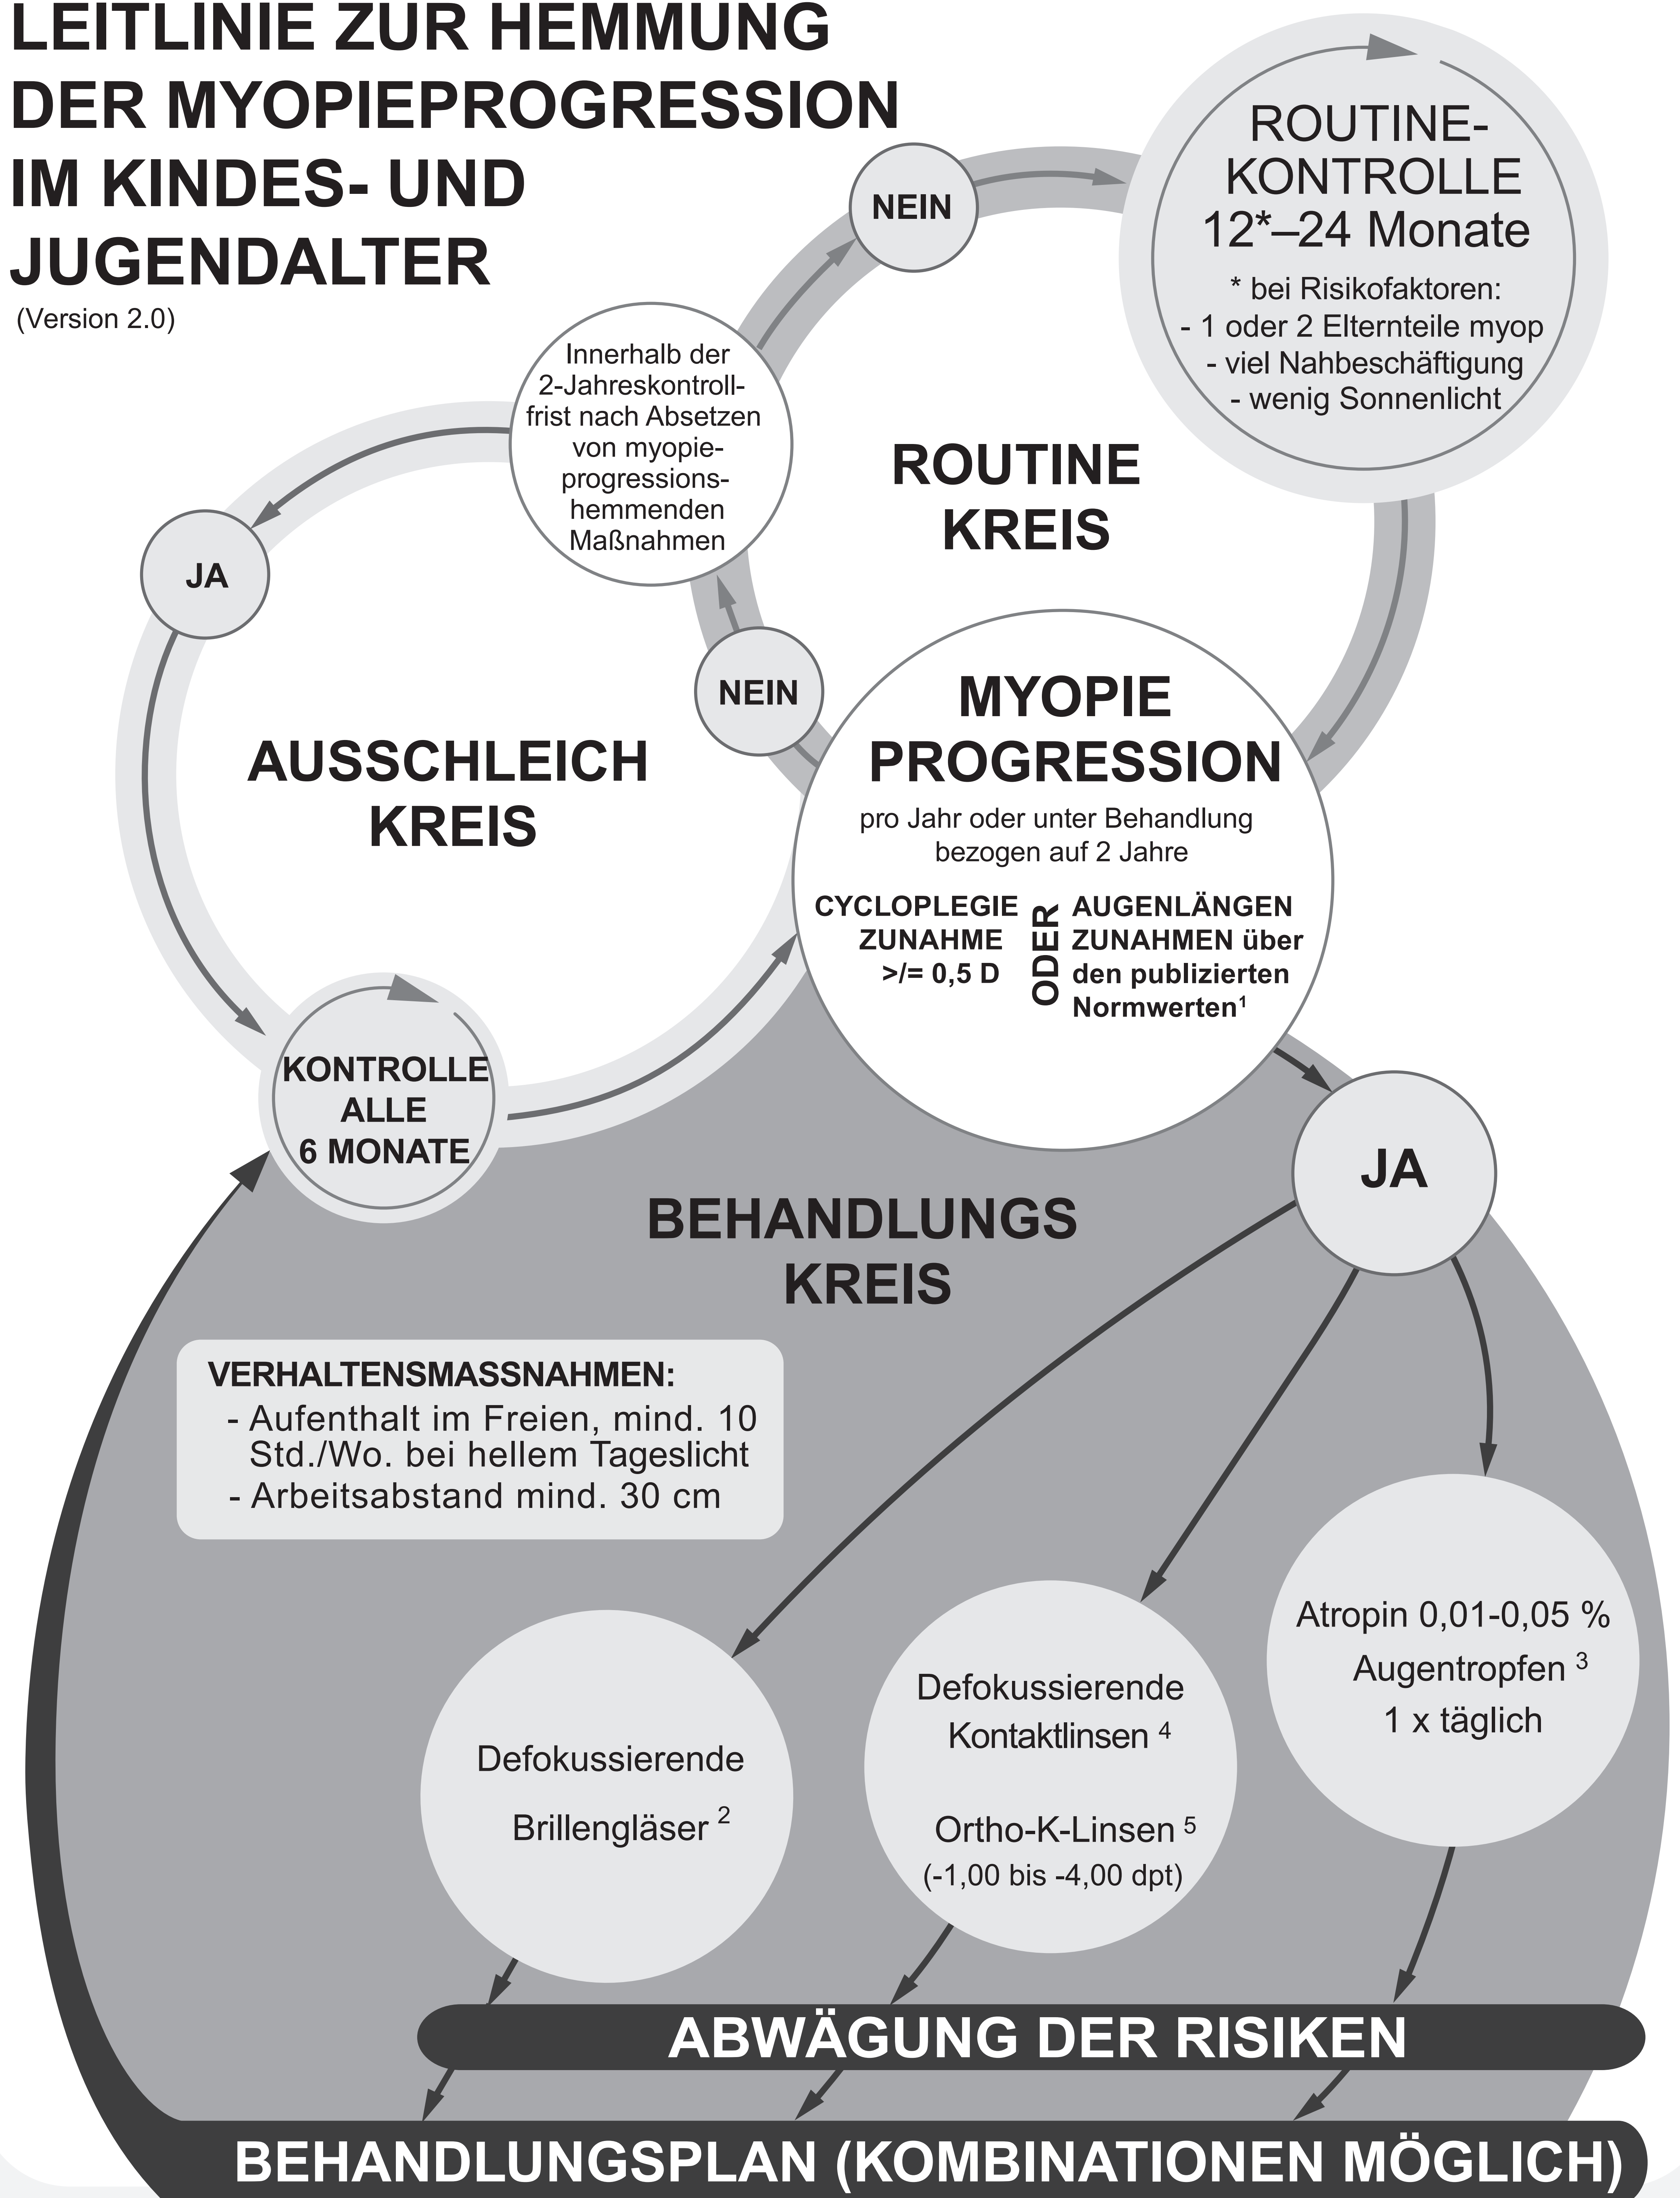 LEITLINIE ZUR HEMMUNG
DER MYOPIEPROGRESSION
IM KINDES- UND
JUGENDALTER
(Version 2.0)
ROUTINE-
KONTROLLE
12*–24 Monate
* bei Risikofaktoren:
- 1 oder 2 Elternteile myop
- viel Nahbeschäftigung
- wenig Sonnenlicht
NEIN
Innerhalb der
2-Jahreskontroll-
frist nach Absetzen
von myopie-
progressions-
hemmenden
Maßnahmen
ROUTINE
KREIS
JA
NEIN
AUSSCHLEICH
KREIS
MYOPIE
PROGRESSION
pro Jahr oder unter Behandlung
bezogen auf 2 Jahre
CYCLOPLEGIE
ZUNAHME
>/= 0,5 D
ODER
AUGENLÄNGEN
ZUNAHMEN über
den publizierten
Normwerten¹
KONTROLLE
ALLE
6 MONATE
JA
BEHANDLUNGS
KREIS
VERHALTENSMASSNAHMEN:
- Aufenthalt im Freien, mind. 10
Std./Wo. bei hellem Tageslicht
- Arbeitsabstand mind. 30 cm
Defokussierende
Brillengläser ²
Defokussierende
Kontaktlinsen ⁴
Ortho-K-Linsen ⁵
(-1,00 bis -4,00 dpt)
Atropin 0,01-0,05 %
Augentropfen ³
1 x täglich
ABWÄGUNG DER RISIKEN
BEHANDLUNGSPLAN (KOMBINATIONEN MÖGLICH)